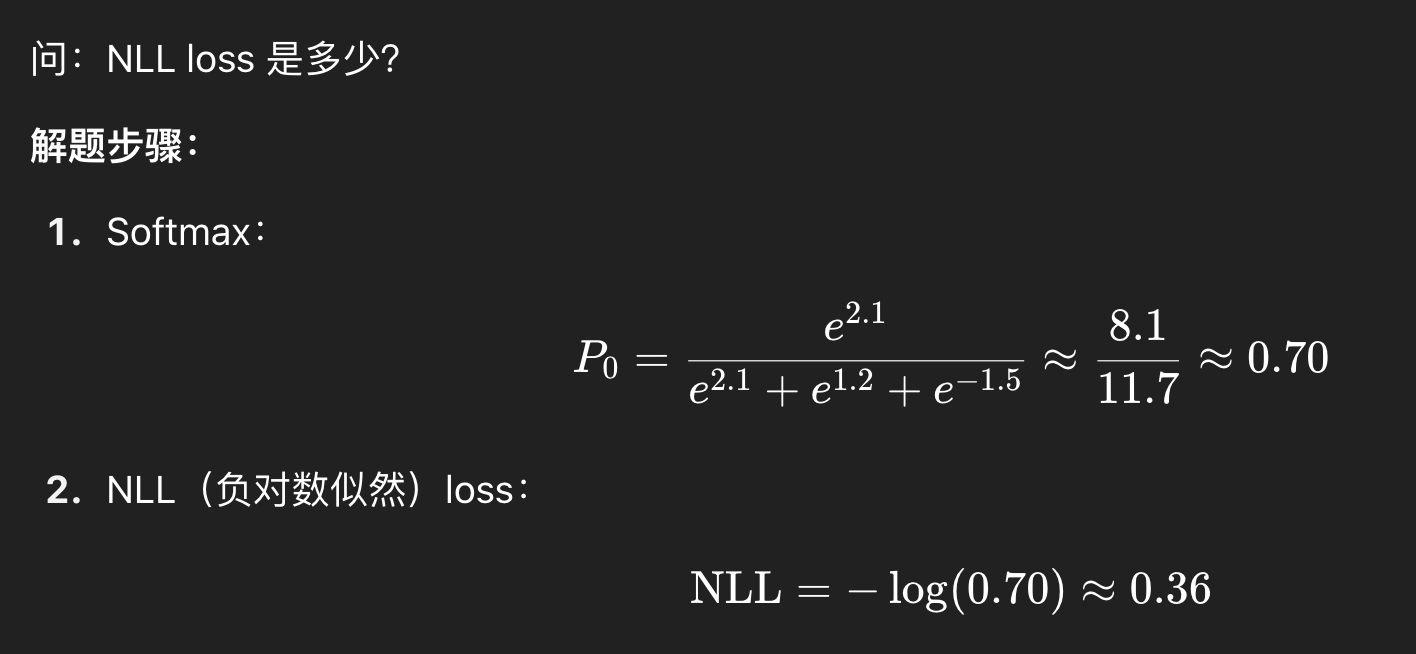 问：NLL loss 是多少？
解题步骤：
1. Softmax：
P₀ = e^{2.1} / (e^{2.1} + e^{1.2} + e^{−1.5}) ≈ 8.1 / 11.7 ≈ 0.70
2. NLL（负对数似然）loss：
NLL = − log(0.70) ≈ 0.36